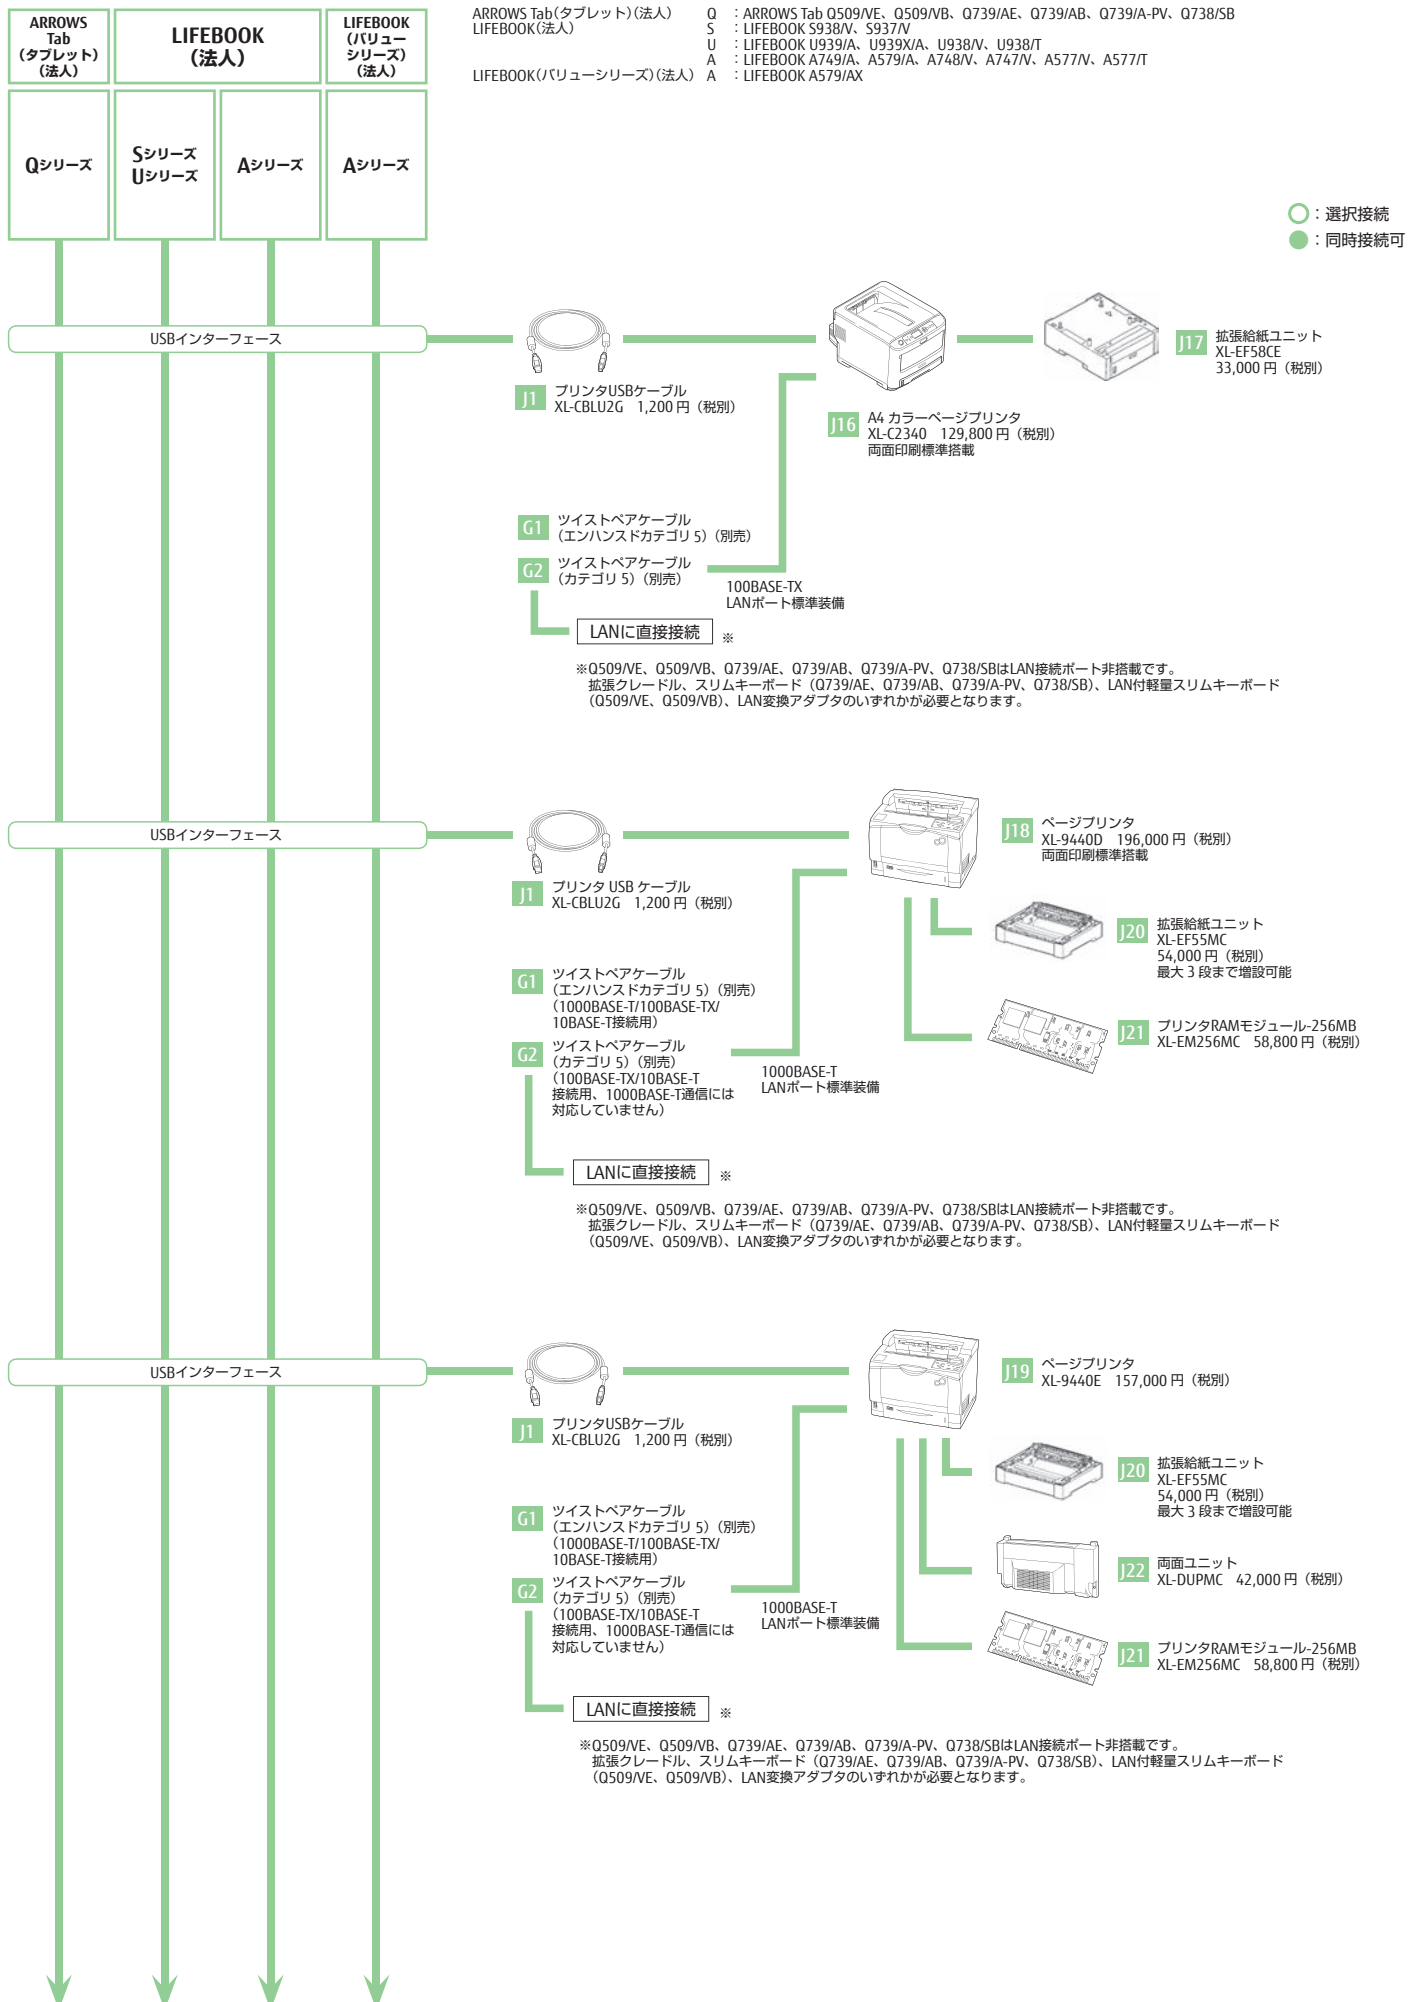 ARROWS
Tab
（タブレット）
（法人）
LIFEBOOK
（法人）
LIFEBOOK
（バリュー
シリーズ）
（法人）
ARROWS Tab（タブレット）（法人） Q ：ARROWS Tab Q509/VE、Q509/VB、Q739/AE、Q739/AB、Q739/A-PV、Q738/SB
LIFEBOOK（法人） S ：LIFEBOOK S938/V、S937/V
U ：LIFEBOOK U939/A、U939X/A、U938/V、U938/T
A ：LIFEBOOK A749/A、A579/A、A748/V、A747/V、A577/V、A577/T
LIFEBOOK（バリューシリーズ）（法人） A ：LIFEBOOK A579/AX
Qシリーズ
Sシリーズ
Uシリーズ
Aシリーズ
Aシリーズ
：選択接続
：同時接続可
USBインターフェース
J1 プリンタUSBケーブル
XL-CBLU2G 1,200 円（税別）
J16 A4 カラーページプリンタ
XL-C2340 129,800 円（税別）
両面印刷標準搭載
J17 拡張給紙ユニット
XL-EF58CE
33,000 円（税別）
G1 ツイストペアケーブル
（エンハンスドカテゴリ 5）（別売）
G2 ツイストペアケーブル
（カテゴリ 5）（別売）
100BASE-TX
LANポート標準装備
LANに直接接続 ※
※Q509/VE、Q509/VB、Q739/AE、Q739/AB、Q739/A-PV、Q738/SBはLAN接続ポート非搭載です。
拡張クレードル、スリムキーボード（Q739/AE、Q739/AB、Q739/A-PV、Q738/SB）、LAN付軽量スリムキーボード
（Q509/VE、Q509/VB）、LAN変換アダプタのいずれかが必要となります。
USBインターフェース
J1 プリンタ USB ケーブル
XL-CBLU2G 1,200 円（税別）
J18 ページプリンタ
XL-9440D 196,000 円（税別）
両面印刷標準搭載
J20 拡張給紙ユニット
XL-EF55MC
54,000 円（税別）
最大 3 段まで増設可能
G1 ツイストペアケーブル
（エンハンスドカテゴリ 5）（別売）
（1000BASE-T/100BASE-TX/
10BASE-T接続用）
J21 プリンタRAMモジュール-256MB
XL-EM256MC 58,800 円（税別）
G2 ツイストペアケーブル
（カテゴリ 5）（別売）
（100BASE-TX/10BASE-T
接続用、1000BASE-T通信には
対応していません）
1000BASE-T
LANポート標準装備
LANに直接接続 ※
※Q509/VE、Q509/VB、Q739/AE、Q739/AB、Q739/A-PV、Q738/SBはLAN接続ポート非搭載です。
拡張クレードル、スリムキーボード（Q739/AE、Q739/AB、Q739/A-PV、Q738/SB）、LAN付軽量スリムキーボード
（Q509/VE、Q509/VB）、LAN変換アダプタのいずれかが必要となります。
USBインターフェース
J1 プリンタUSBケーブル
XL-CBLU2G 1,200 円（税別）
J19 ページプリンタ
XL-9440E 157,000 円（税別）
J20 拡張給紙ユニット
XL-EF55MC
54,000 円（税別）
最大 3 段まで増設可能
G1 ツイストペアケーブル
（エンハンスドカテゴリ 5）（別売）
（1000BASE-T/100BASE-TX/
10BASE-T接続用）
J22 両面ユニット
XL-DUPMC 42,000 円（税別）
G2 ツイストペアケーブル
（カテゴリ 5）（別売）
（100BASE-TX/10BASE-T
接続用、1000BASE-T通信には
対応していません）
1000BASE-T
LANポート標準装備
J21 プリンタRAMモジュール-256MB
XL-EM256MC 58,800 円（税別）
LANに直接接続 ※
※Q509/VE、Q509/VB、Q739/AE、Q739/AB、Q739/A-PV、Q738/SBはLAN接続ポート非搭載です。
拡張クレードル、スリムキーボード（Q739/AE、Q739/AB、Q739/A-PV、Q738/SB）、LAN付軽量スリムキーボード
（Q509/VE、Q509/VB）、LAN変換アダプタのいずれかが必要となります。